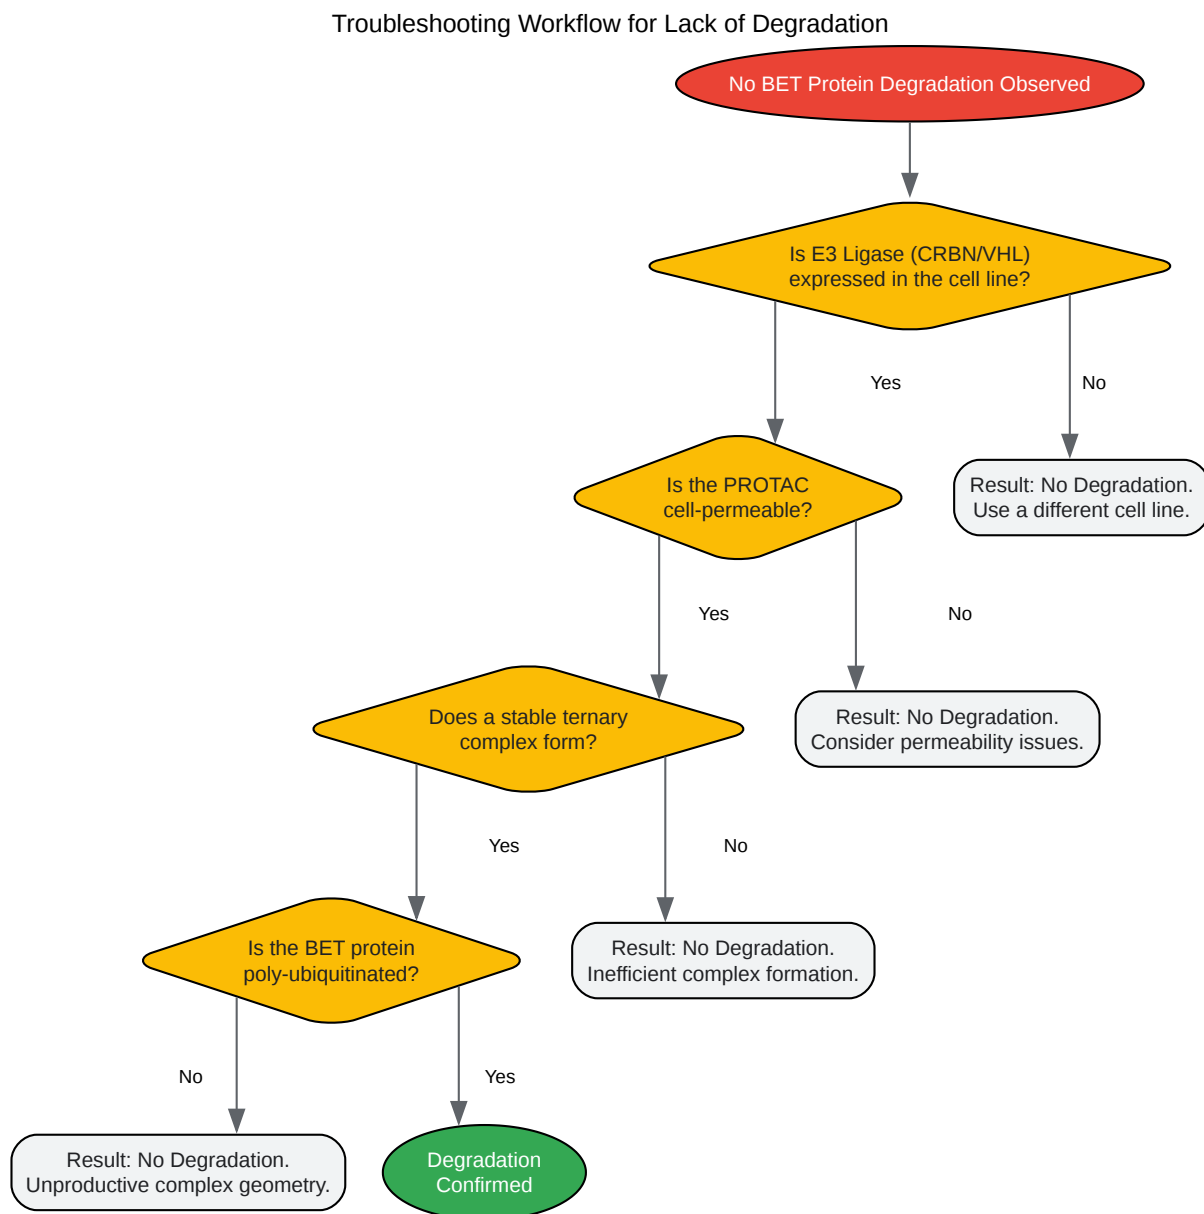 Troubleshooting Workflow for Lack of Degradation
No BET Protein Degradation Observed
Is E3 Ligase (CRBN/VHL)
expressed in the cell line?
Yes
No
Is the PROTAC
cell-permeable?
Result: No Degradation.
Use a different cell line.
Yes
No
Does a stable ternary
complex form?
Result: No Degradation.
Consider permeability issues.
Yes
No
Is the BET protein
poly-ubiquitinated?
Result: No Degradation.
Inefficient complex formation.
No
Yes
Result: No Degradation.
Unproductive complex geometry.
Degradation
Confirmed